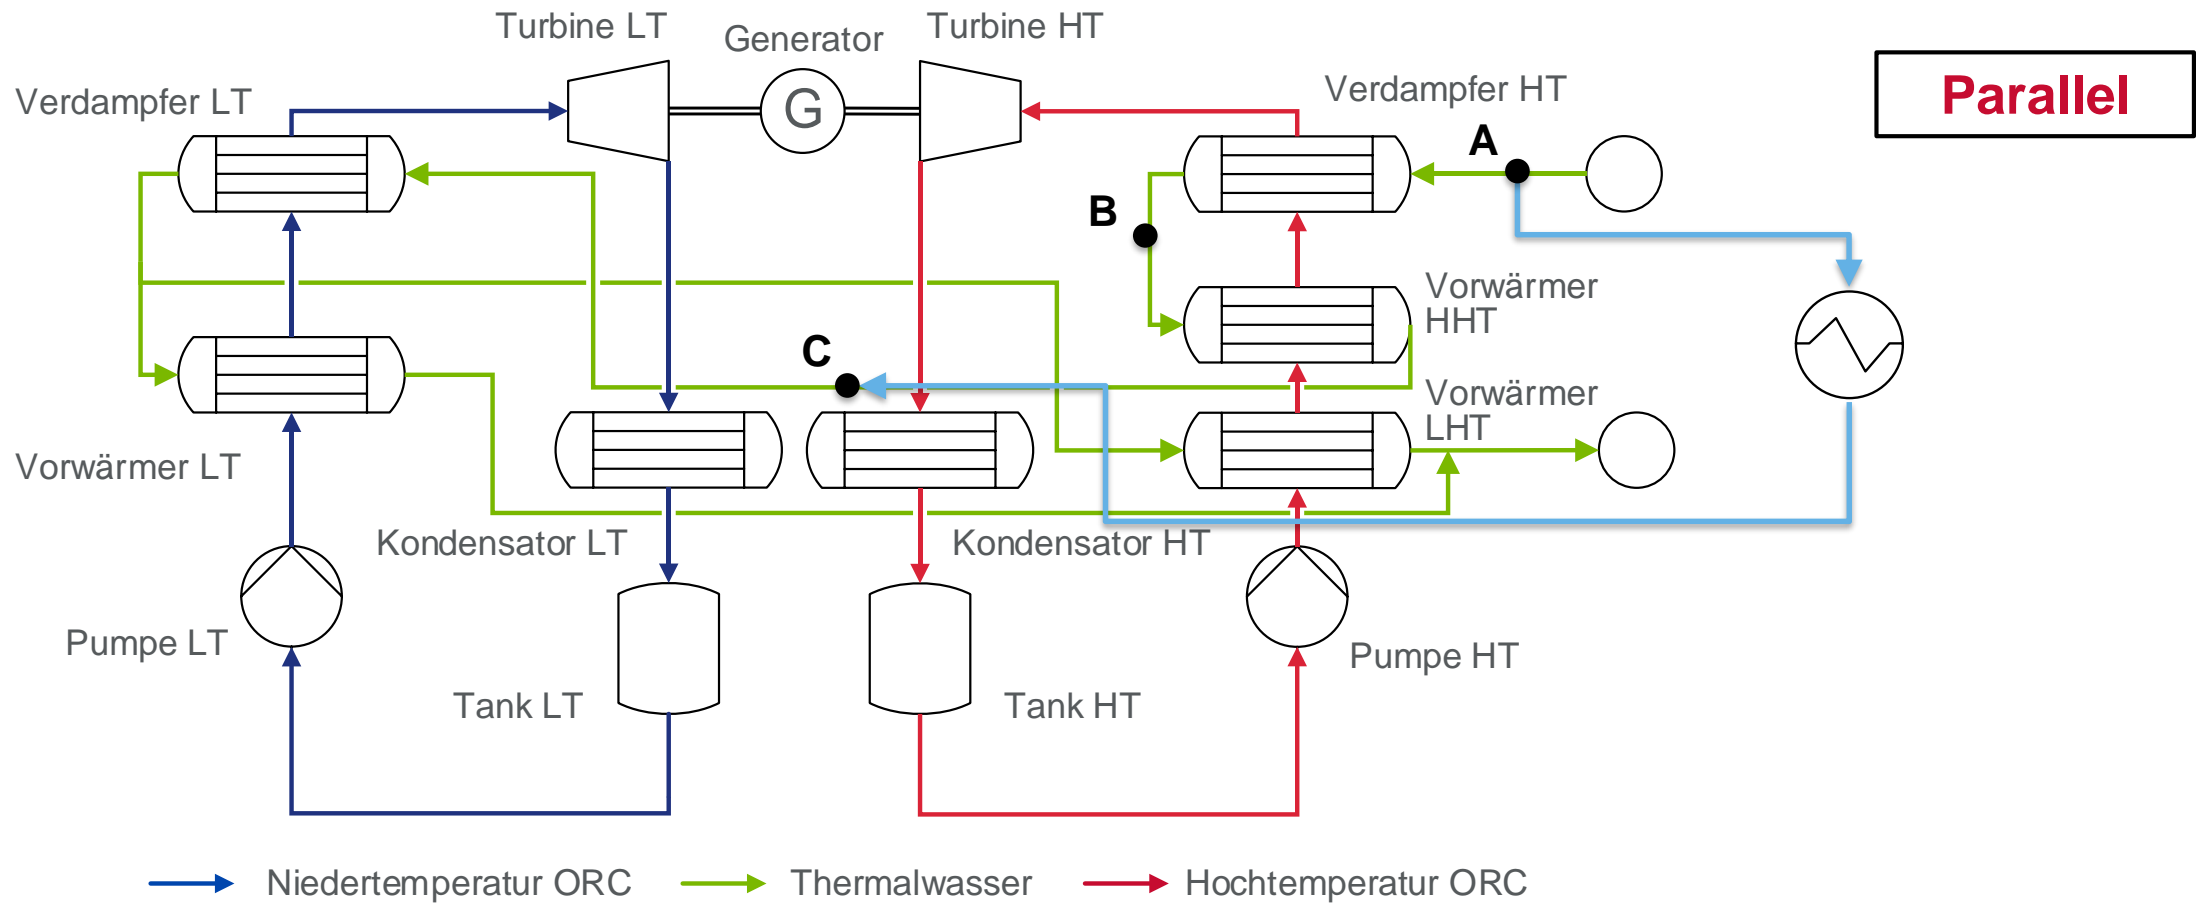 Turbine LT
Generator
Turbine HT
Parallel
Verdampfer LT
G
Verdampfer HT
A
B
Vorwärmer
HHT
C
Vorwärmer
LHT
Vorwärmer LT
Kondensator LT
Kondensator HT
Pumpe LT
Pumpe HT
Tank LT
Tank HT
Niedertemperatur ORC
Thermalwasser
Hochtemperatur ORC